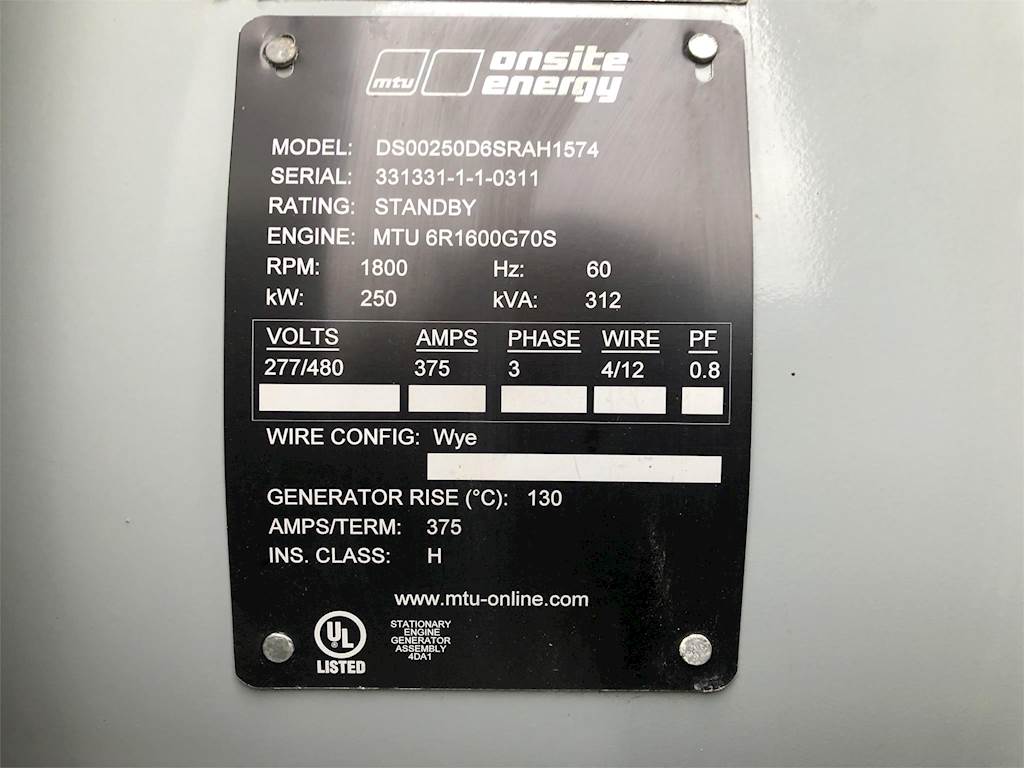 mtu onsite
energy
MODEL: DS00250D6SRAH1574
SERIAL: 331331-1-1-0311
RATING: STANDBY
ENGINE: MTU 6R1600G70S
RPM: 1800 Hz: 60
kW: 250 kVA: 312
VOLTS AMPS PHASE WIRE PF
277/480 375 3 4/12 0.8
WIRE CONFIG: Wye
GENERATOR RISE (°C): 130
AMPS/TERM: 375
INS. CLASS: H
www.mtu-online.com
UL
LISTED
STATIONARY
ENGINE
GENERATOR
ASSEMBLY
4DA1